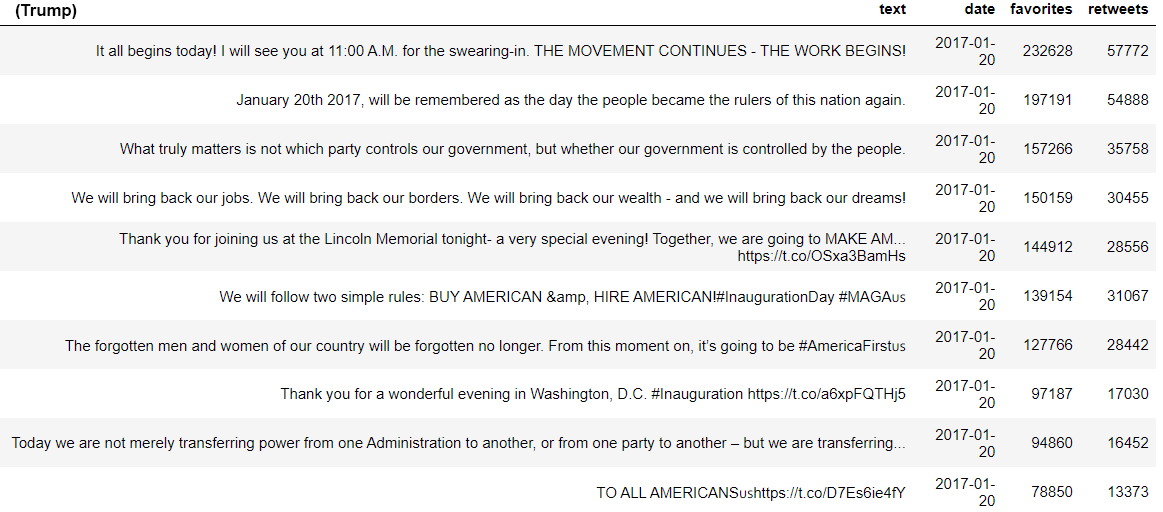 (Trump) text date favorites retweets
It all begins today! I will see you at 11:00 A.M. for the swearing-in. THE MOVEMENT CONTINUES - THE WORK BEGINS! 2017-01-20 232628 57772
January 20th 2017, will be remembered as the day the people became the rulers of this nation again. 2017-01-20 197191 54888
What truly matters is not which party controls our government, but whether our government is controlled by the people. 2017-01-20 157266 35758
We will bring back our jobs. We will bring back our borders. We will bring back our wealth - and we will bring back our dreams! 2017-01-20 150159 30455
Thank you for joining us at the Lincoln Memorial tonight- a very special evening! Together, we are going to MAKE AM...
https://t.co/OSxa3BamHs 2017-01-20 144912 28556
We will follow two simple rules: BUY AMERICAN &amp, HIRE AMERICAN!#InaugurationDay #MAGAus 2017-01-20 139154 31067
The forgotten men and women of our country will be forgotten no longer. From this moment on, it’s going to be #AmericaFirstus 2017-01-20 127766 28442
Thank you for a wonderful evening in Washington, D.C. #Inauguration https://t.co/a6xpFQTHj5 2017-01-20 97187 17030
Today we are not merely transferring power from one Administration to another, or from one party to another – but we are transferring... 2017-01-20 94860 16452
TO ALL AMERICANSushttps://t.co/D7Es6ie4fY 2017-01-20 78850 13373